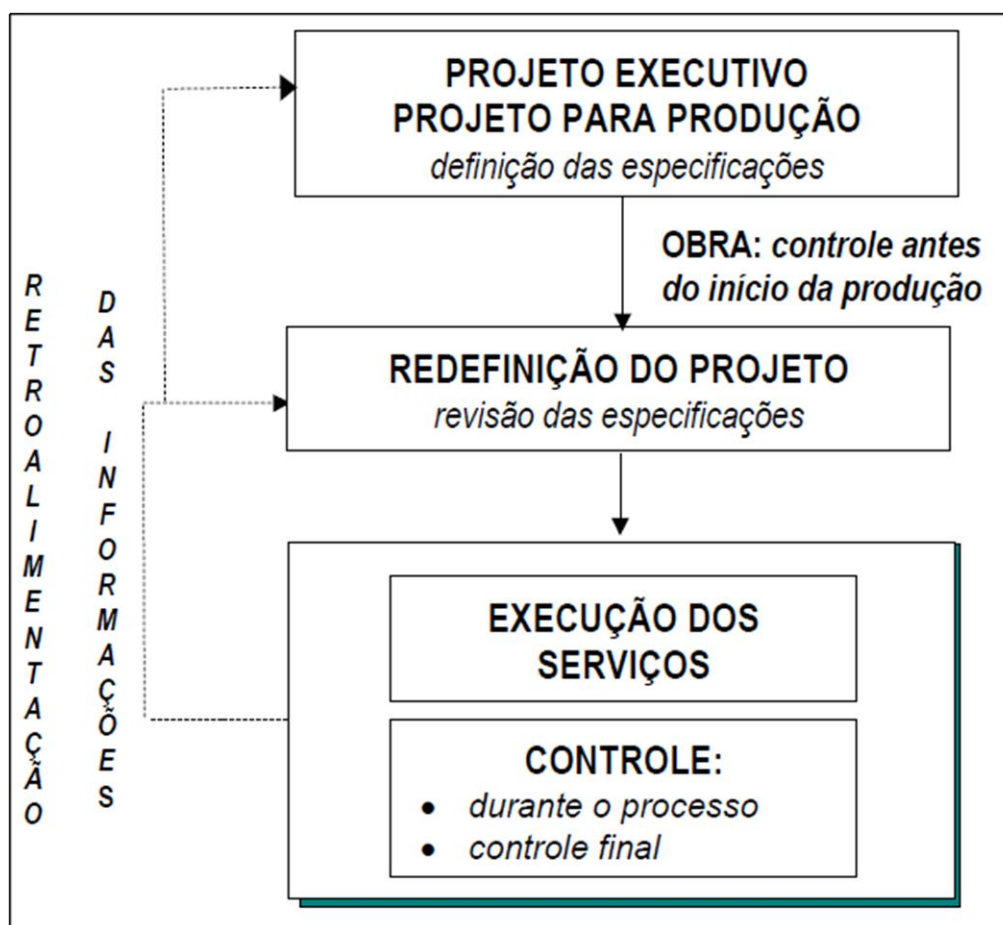 PROJETO EXECUTIVO
PROJETO PARA PRODUÇÃO
definição das especificações
OBRA: controle antes
do início da produção
REDEFINIÇÃO DO PROJETO
revisão das especificações
EXECUÇÃO DOS
SERVIÇOS
CONTROLE:
• durante o processo
• controle final
RETROALIMENTAÇÃO
DAS INFORMAÇÕES